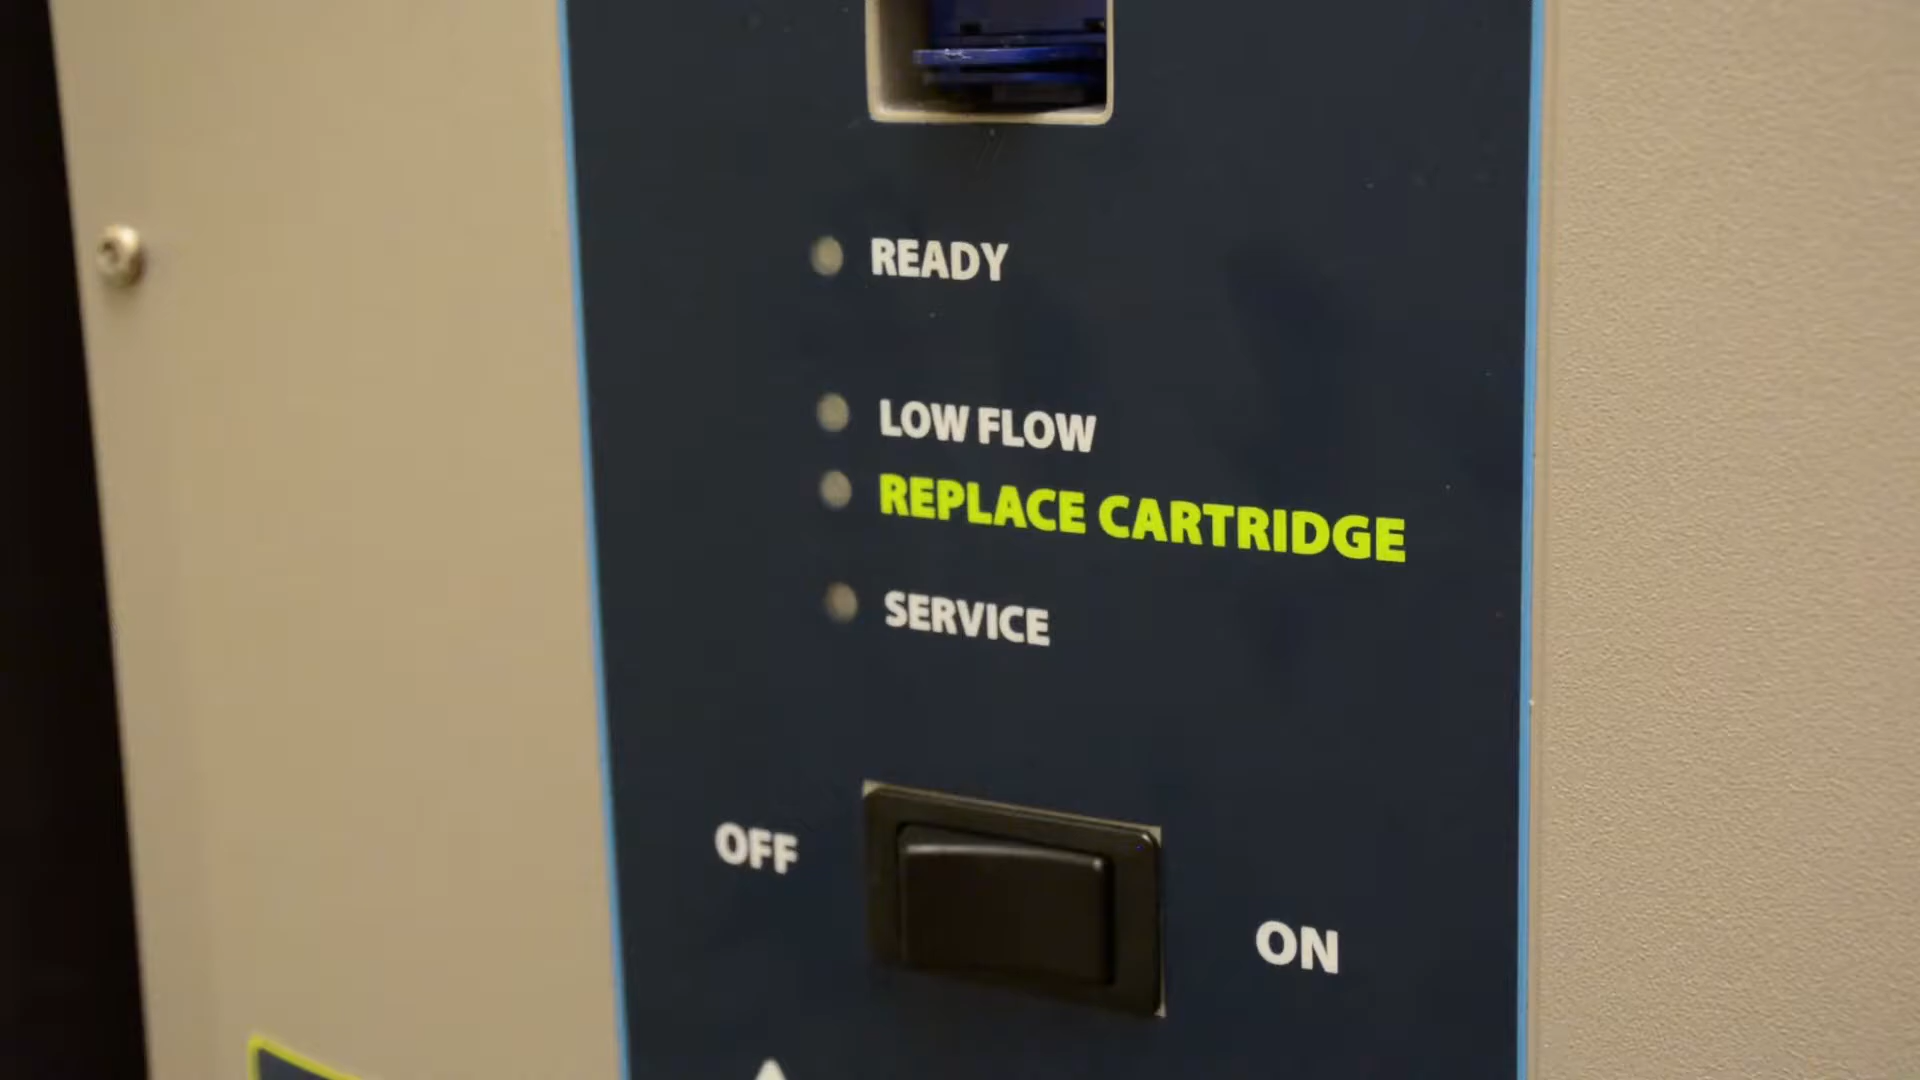 READY
LOW FLOW
REPLACE CARTRIDGE
SERVICE
OFF
ON